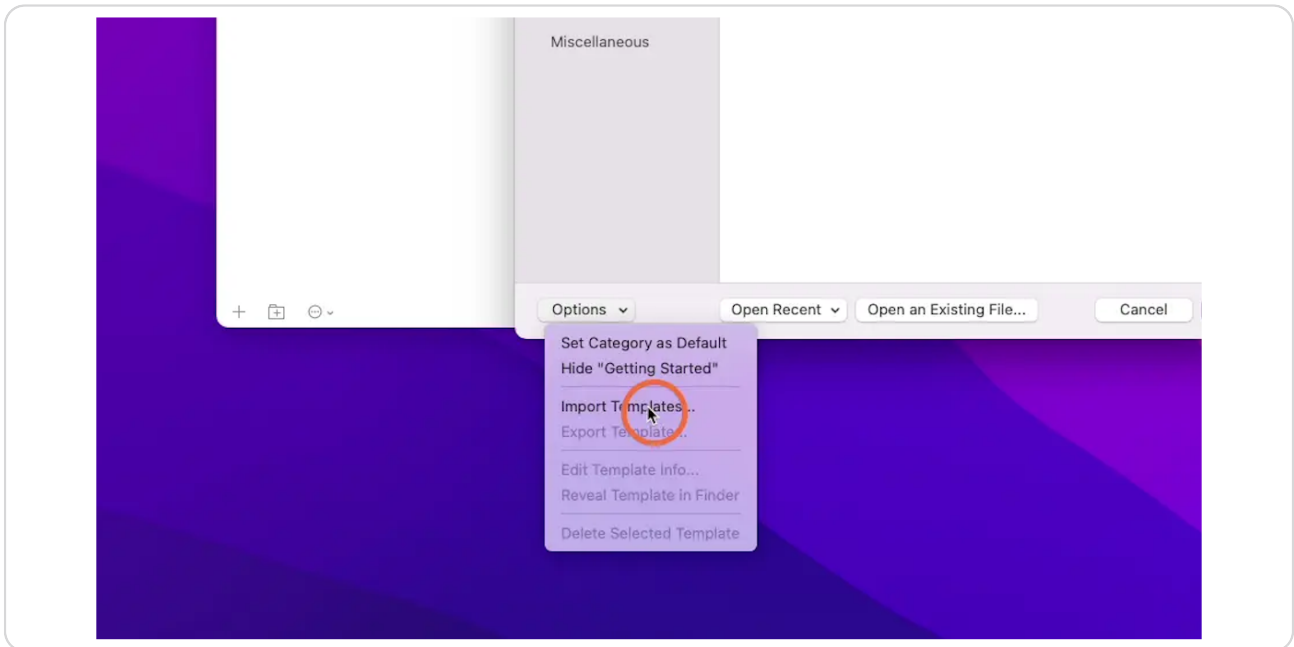 Miscellaneous
Options
Open Recent
Open an Existing File...
Cancel
Set Category as Default
Hide "Getting Started"
Import Templates...
Export Template...
Edit Template Info...
Reveal Template in Finder
Delete Selected Template